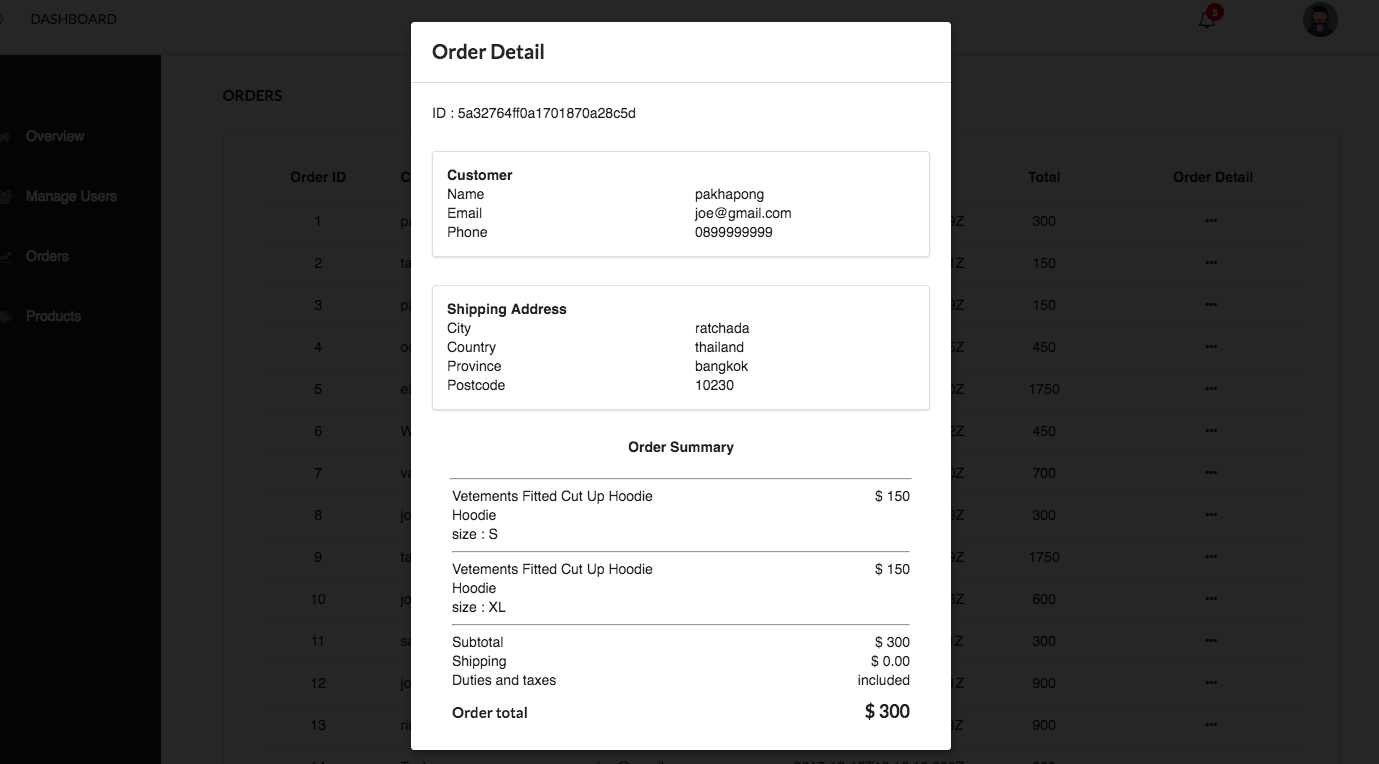 DASHBOARD
5
Overview
Manage Users
Orders
Products
ORDERS
Order ID Total Order Detail
1 300 ...
2 150 ...
3 150 ...
4 450 ...
5 1750 ...
6 450 ...
7 700 ...
8 300 ...
9 1750 ...
10 600 ...
11 300 ...
12 900 ...
13 900 ...
Order Detail
ID : 5a32764ff0a1701870a28c5d
Customer
Name pakhapong
Email joe@gmail.com
Phone 0899999999
Shipping Address
City ratchada
Country thailand
Province bangkok
Postcode 10230
Order Summary
Vetements Fitted Cut Up Hoodie $ 150
Hoodie
size : S
Vetements Fitted Cut Up Hoodie $ 150
Hoodie
size : XL
Subtotal $ 300
Shipping $ 0.00
Duties and taxes included
Order total $ 300